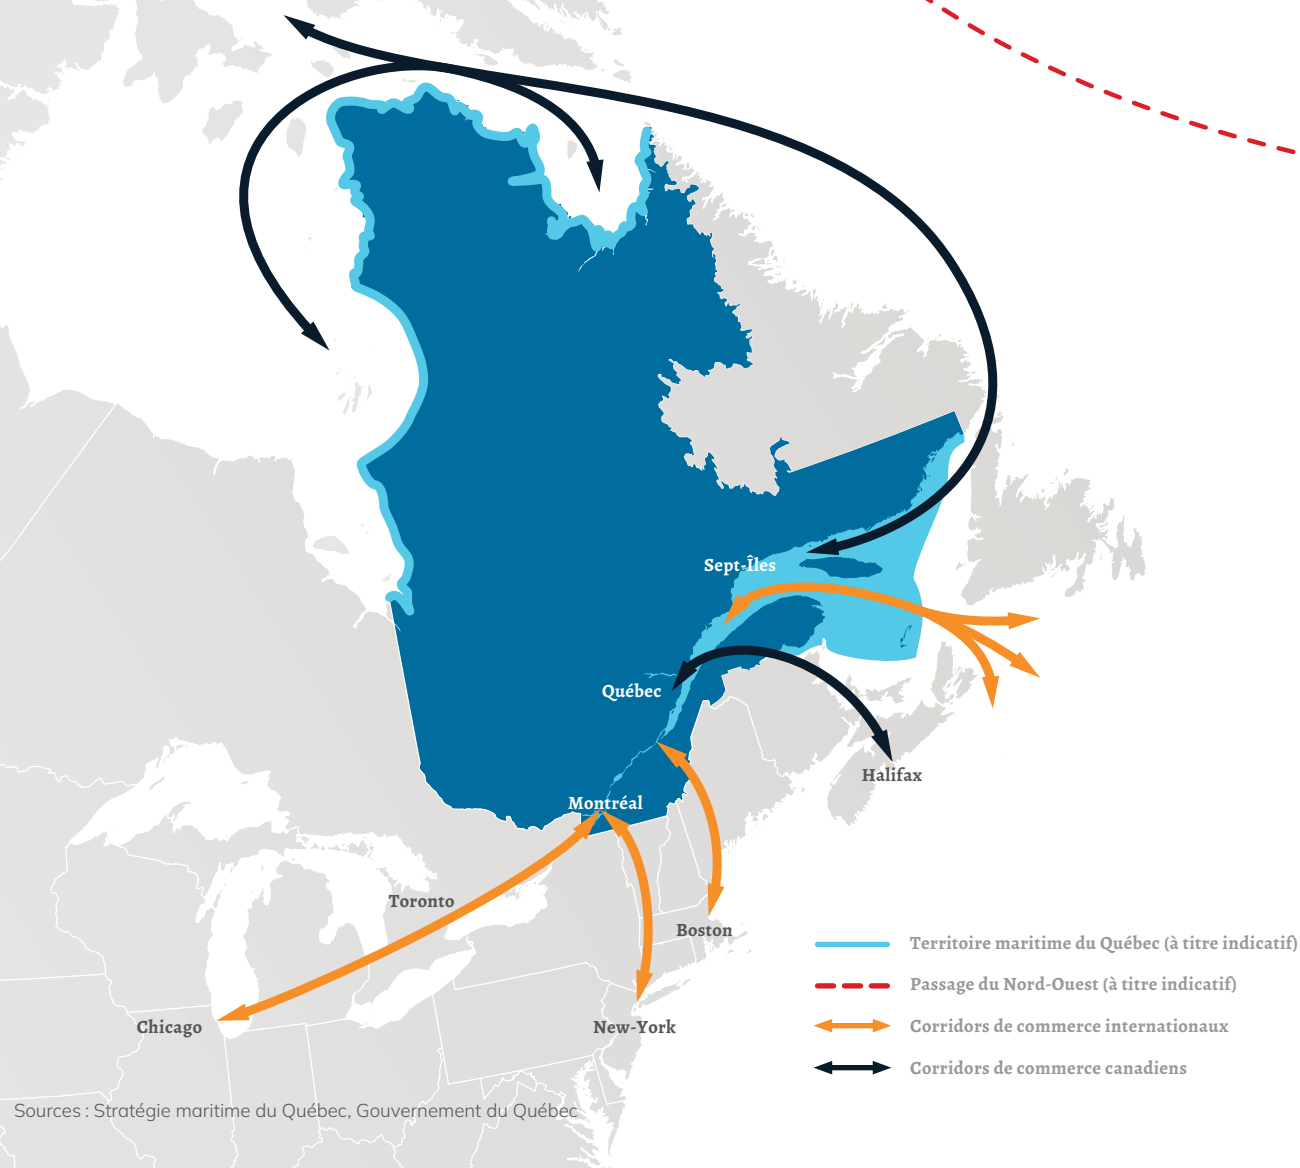 Sept-Îles
Québec
Halifax
Montréal
Toronto
Boston
Chicago
New-York
Territoire maritime du Québec (à titre indicatif)
Passage du Nord-Ouest (à titre indicatif)
Corridors de commerce internationaux
Corridors de commerce canadiens
Sources : Stratégie maritime du Québec, Gouvernement du Québec